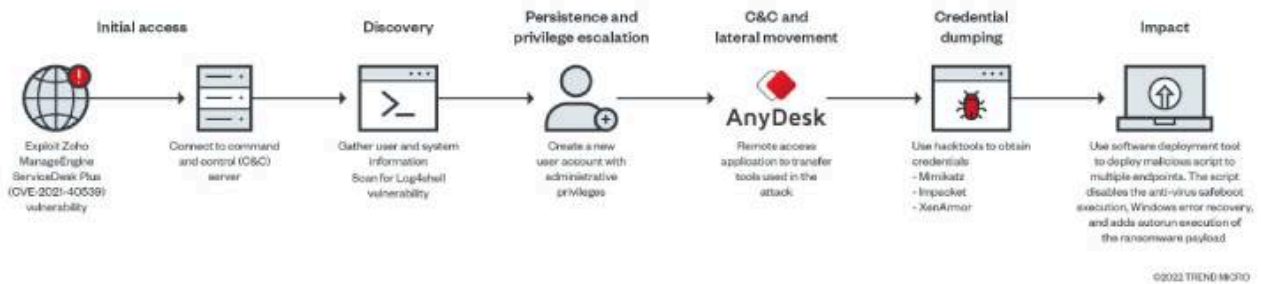 Initial access
Exploit Zoho
ManageEngine
ServiceDesk Plus
(CVE-2021-40539)
vulnerability
Connect to command
and control (C&C)
server
Discovery
Gather user and system
information
Scan for Log4shell
vulnerability
Persistence and
privilege escalation
Create a new
user account with
administrative
privileges
C&C and
lateral movement
AnyDesk
Remote access
application to transfer
tools used in the
attack
Credential
dumping
Use hacktools to obtain
credentials
- Mimikatz
- Impacket
- XenArmor
Impact
Use software deployment tool
to deploy malicious script to
multiple endpoints. The script
disables the anti-virus safeboot
execution, Windows error recovery,
and adds autorun execution of
the ransomware payload
©2022 TREND MICRO